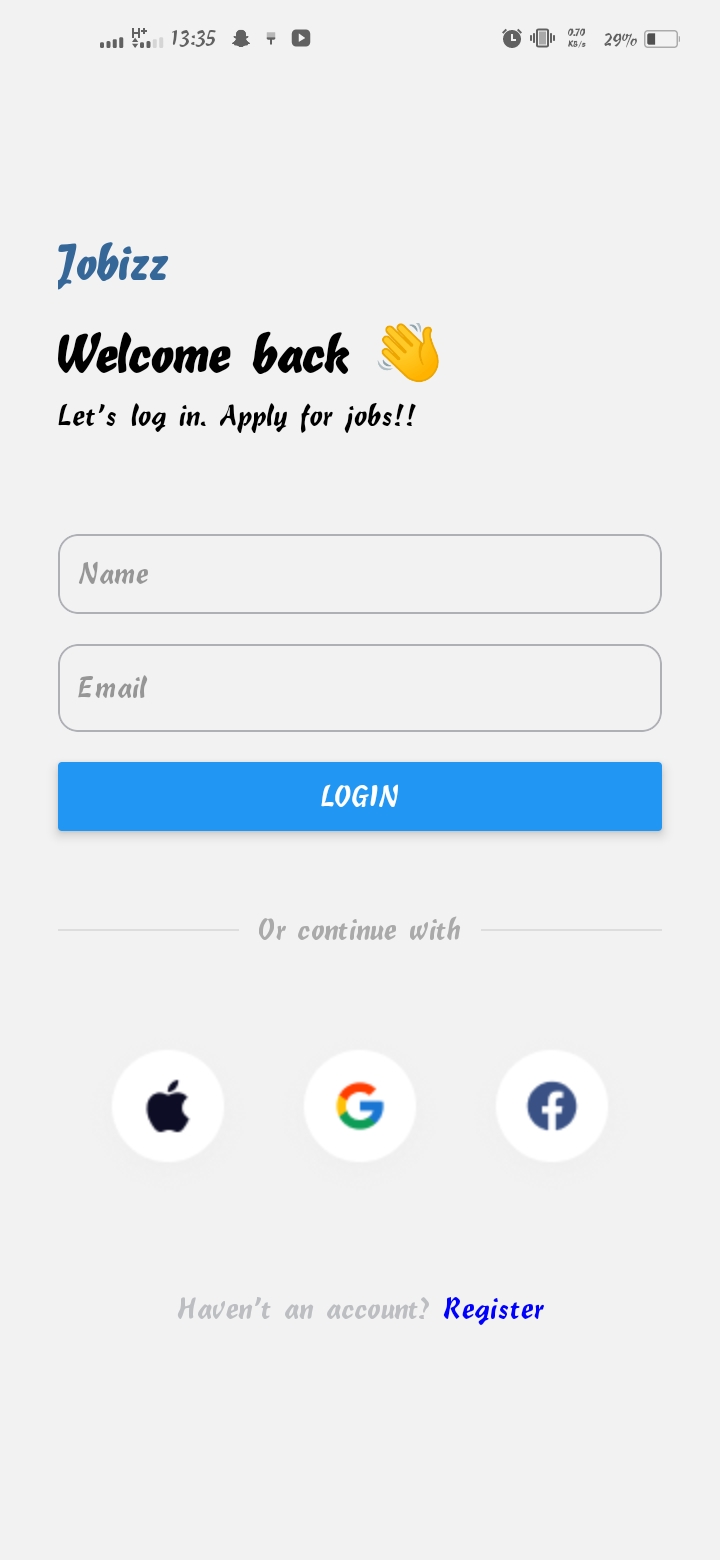 H+ 13:35 0.70 KB/s 29%
Jobizz
Welcome back 👋
Let's log in. Apply for jobs!!
Name
Email
LOGIN
Or continue with
Haven't an account? Register